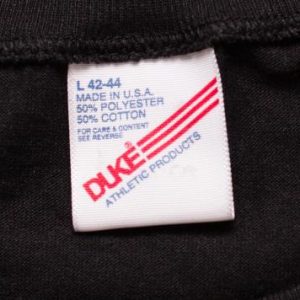 L 42-44
MADE IN U.S.A.
50% POLYESTER
50% COTTON
FOR CARE & CONTENT
SEE REVERSE
DUKE®
ATHLETIC PRODUCTS